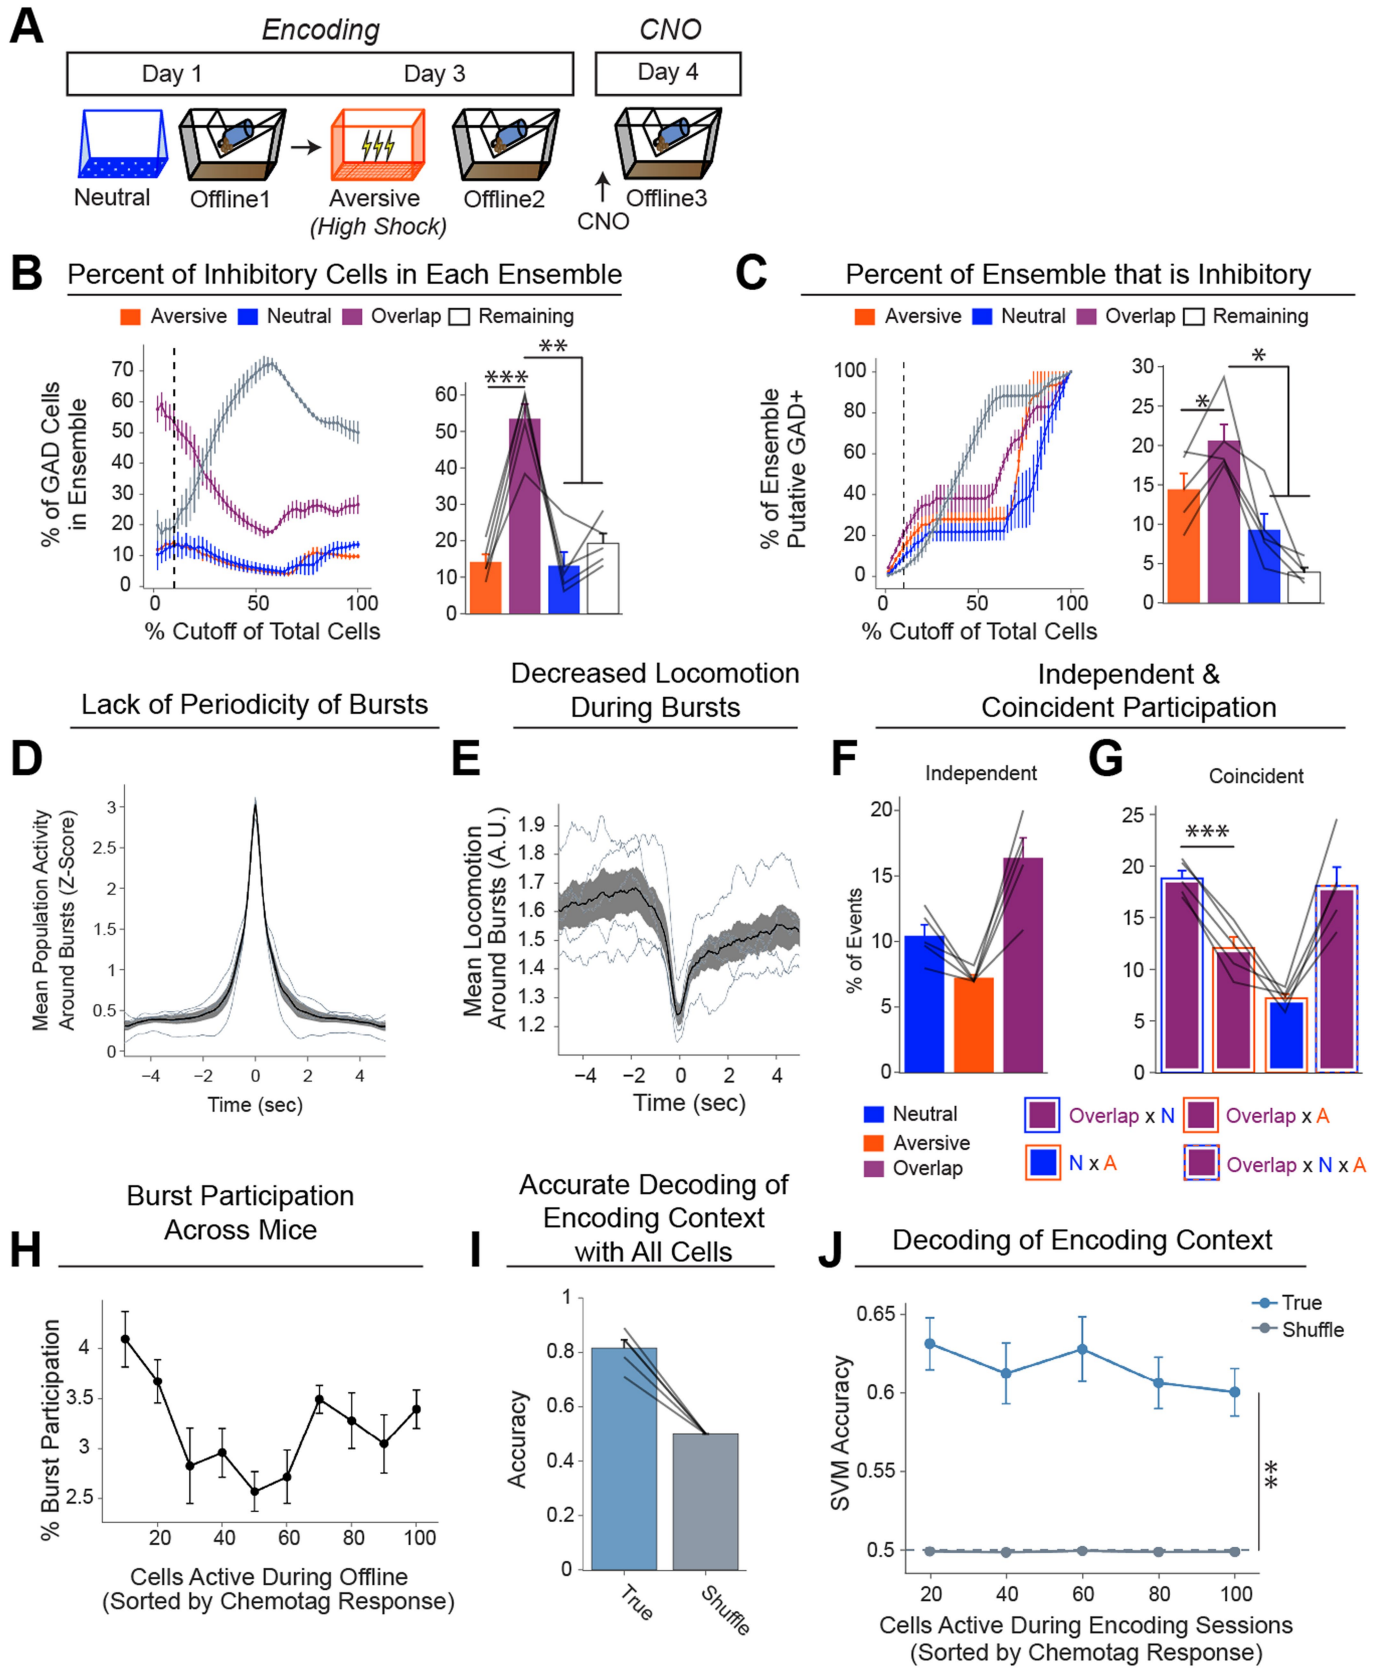 A
Encoding
CNO
Day 1
Day 3
Day 4
Neutral
Offline1
Aversive
(High Shock)
Offline2
CNO
Offline3
B
Percent of Inhibitory Cells in Each Ensemble
Aversive
Neutral
Overlap
Remaining
% of GAD Cells
in Ensemble
70
60
50
40
30
20
10
0
0
50
100
% Cutoff of Total Cells
60
50
40
30
20
10
0
***
**
C
Percent of Ensemble that is Inhibitory
Aversive
Neutral
Overlap
Remaining
% of Ensemble
Putative GAD+
100
80
60
40
20
0
0
50
100
% Cutoff of Total Cells
30
25
20
15
10
5
0
*
*
D
Lack of Periodicity of Bursts
Mean Population Activity
Around Bursts (Z-Score)
3
2.5
2
1.5
1
0.5
0
−4
−2
0
2
4
Time (sec)
E
Decreased Locomotion
During Bursts
Mean Locomotion
Around Bursts (A.U.)
1.9
1.8
1.7
1.6
1.5
1.4
1.3
1.2
−4
−2
0
2
4
Time (sec)
Independent &
Coincident Participation
F
Independent
% of Events
20
15
10
5
0
Neutral
Aversive
Overlap
G
Coincident
25
20
15
10
5
0
***
Overlap x N
Overlap x A
N x A
Overlap x N x A
H
Burst Participation
Across Mice
% Burst Participation
4
3.5
3
2.5
20
40
60
80
100
Cells Active During Offline
(Sorted by Chemotag Response)
I
Accurate Decoding of
Encoding Context
with All Cells
Accuracy
1
0.8
0.6
0.4
0.2
0
True
Shuffle
J
Decoding of Encoding Context
True
Shuffle
SVM Accuracy
0.65
0.6
0.55
0.5
**
20
40
60
80
100
Cells Active During Encoding Sessions
(Sorted by Chemotag Response)